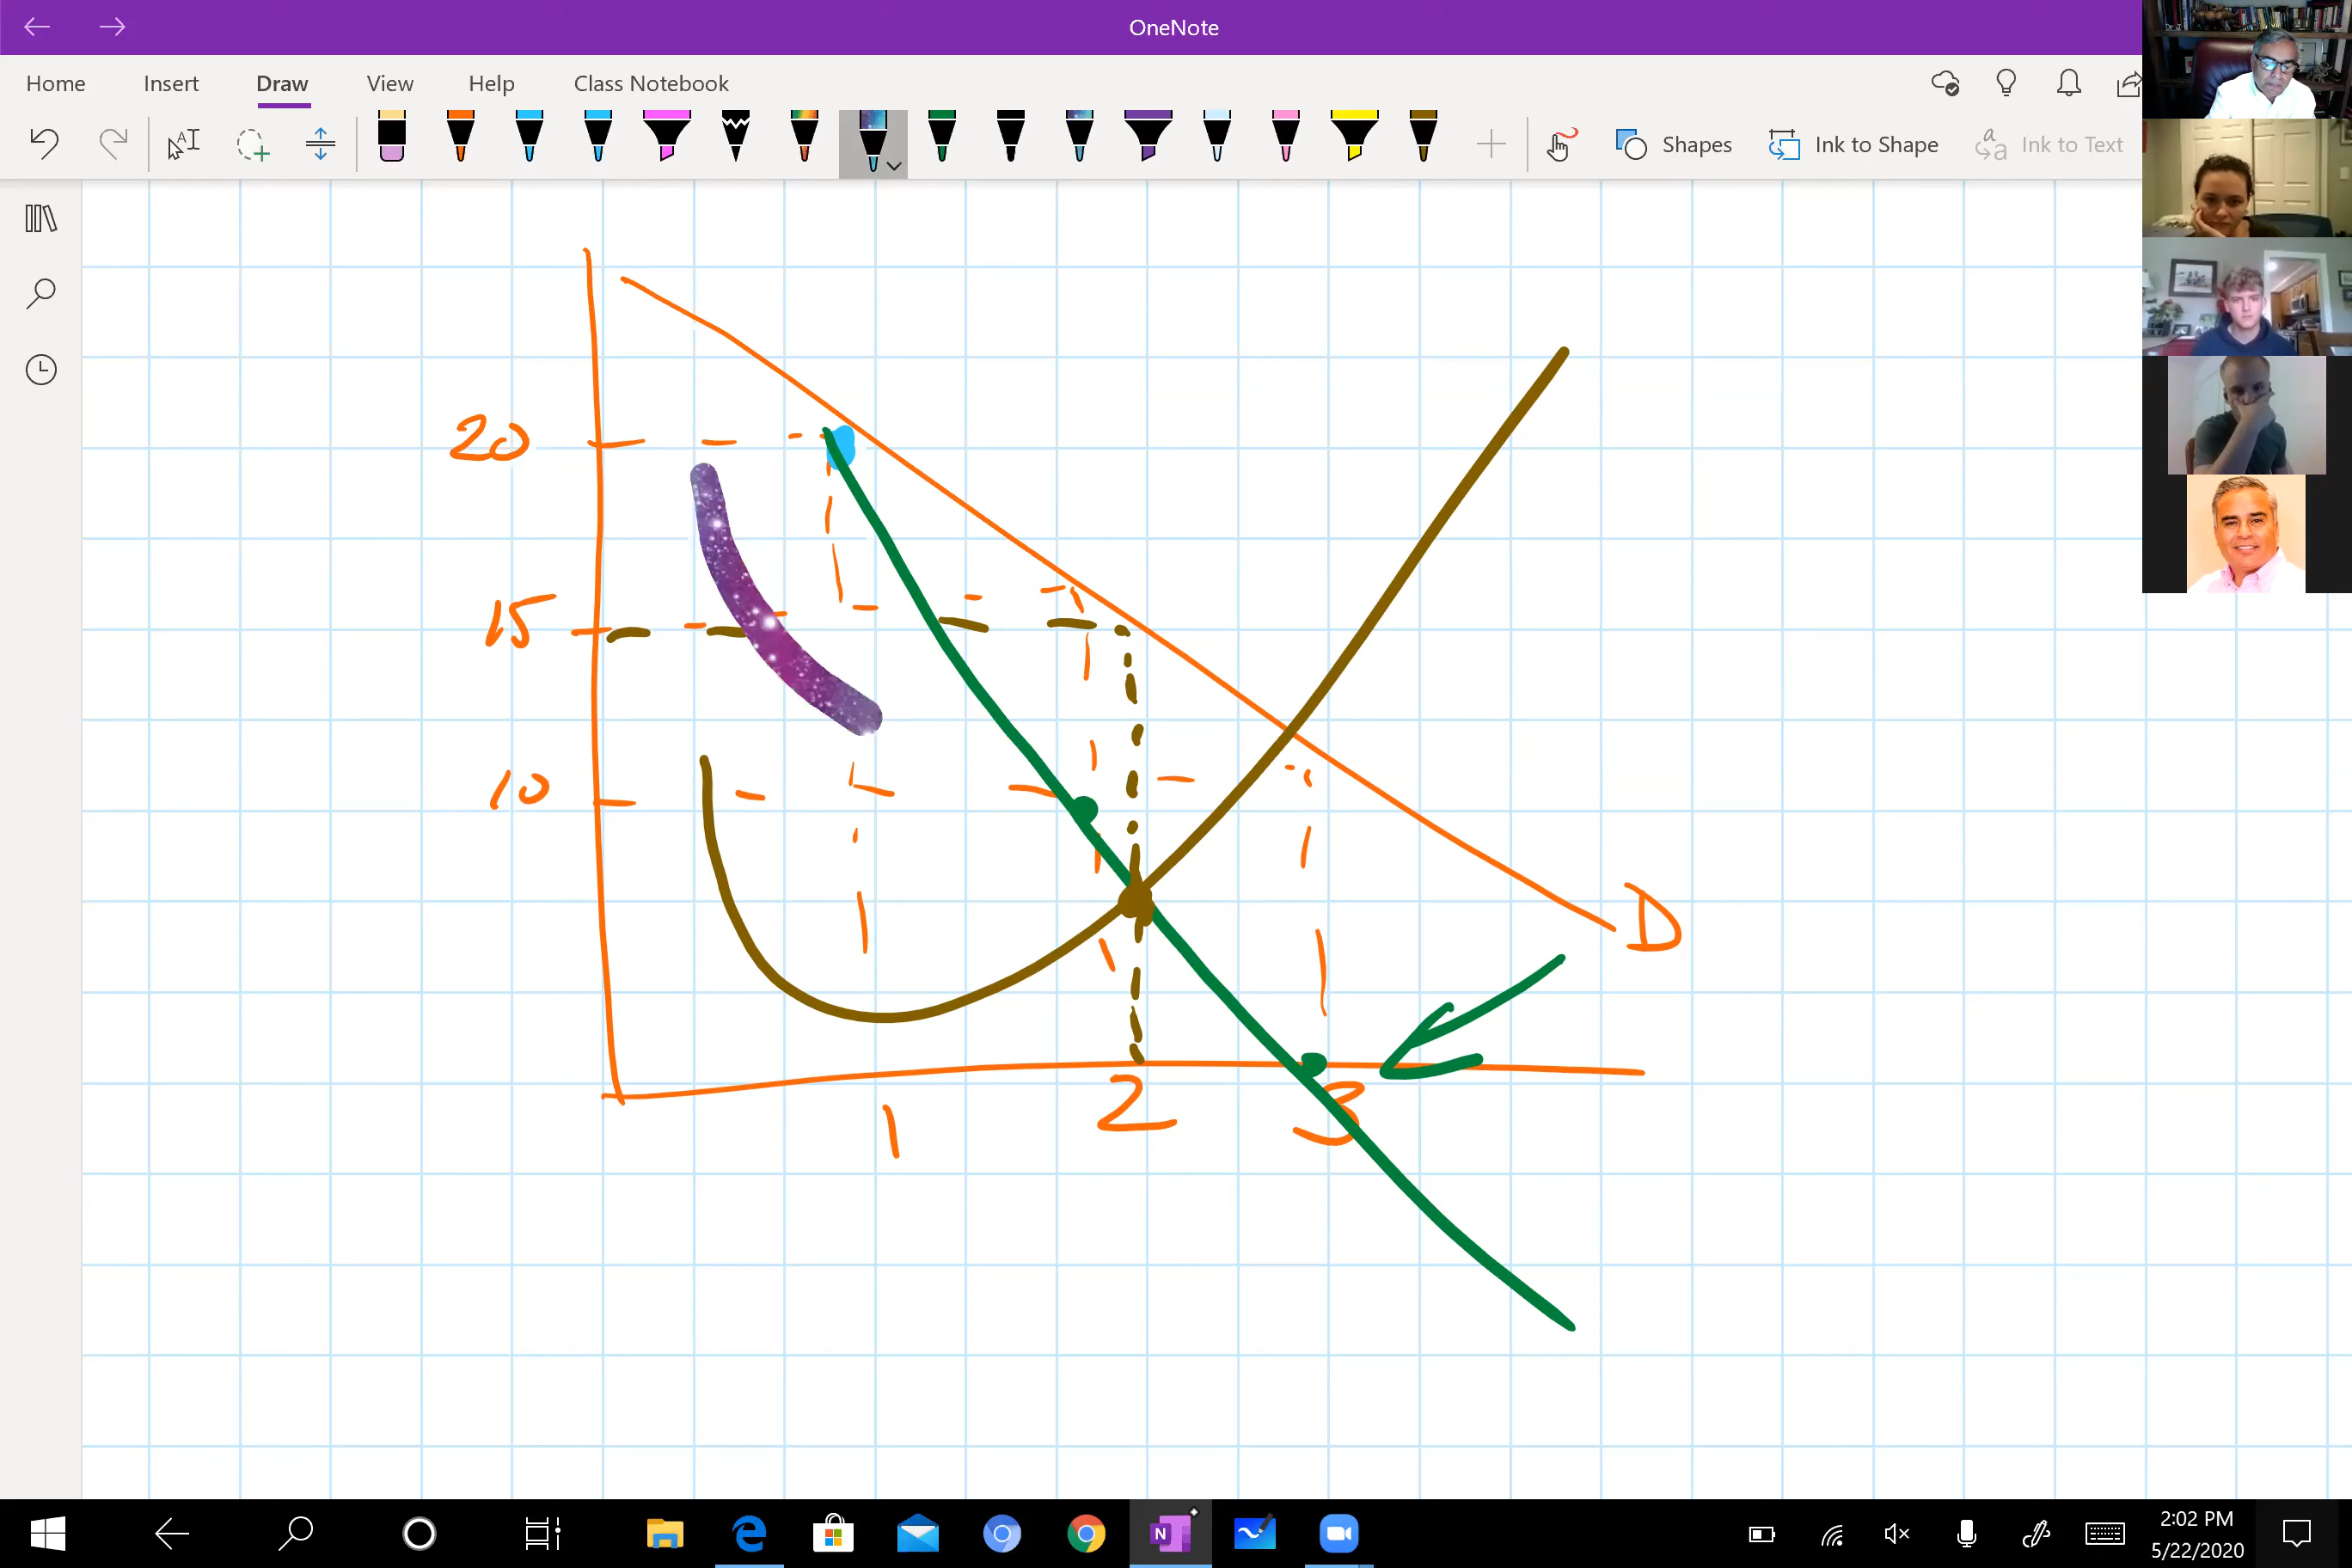 OneNote
Home Insert Draw View Help Class Notebook
Shapes Ink to Shape Ink to Text
20
15
10
D
1 2 3
2:02 PM
5/22/2020